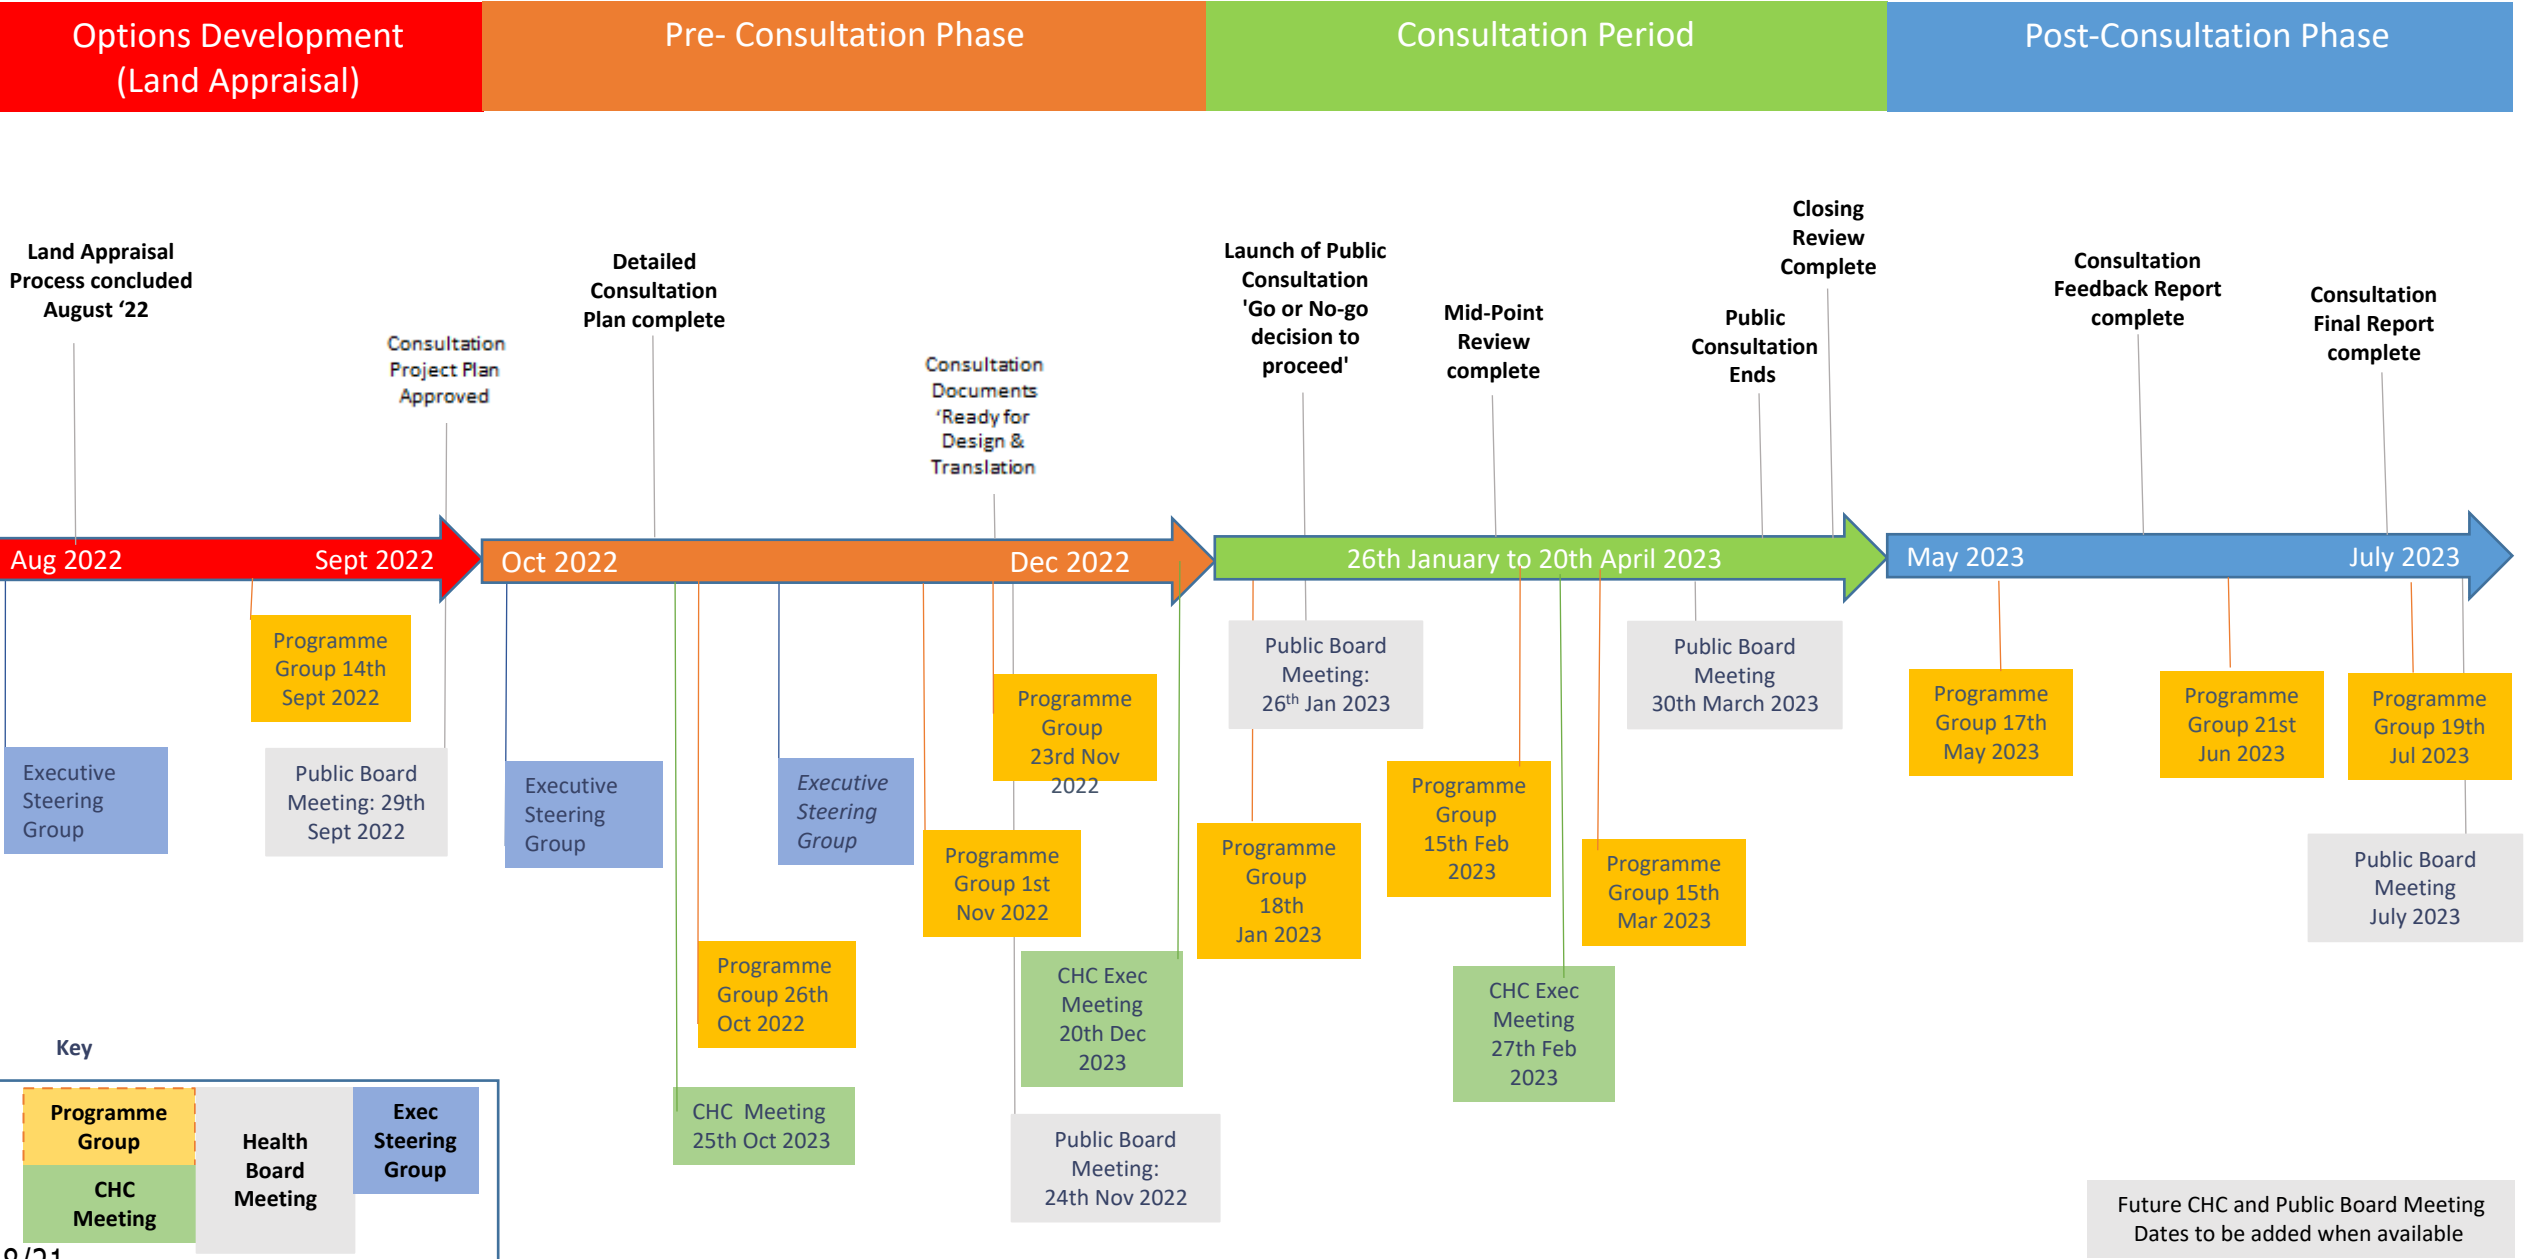 Options Development
(Land Appraisal)
Pre- Consultation Phase
Consultation Period
Post-Consultation Phase
Land Appraisal
Process concluded
August ‘22
Consultation
Project Plan
Approved
Detailed
Consultation
Plan complete
Consultation
Documents
‘Ready for
Design &
Translation
Launch of Public
Consultation
'Go or No-go
decision to
proceed'
Mid-Point
Review
complete
Public
Consultation
Ends
Closing
Review
Complete
Consultation
Feedback Report
complete
Consultation
Final Report
complete
Aug 2022
Sept 2022
Oct 2022
Dec 2022
26th January to 20th April 2023
May 2023
July 2023
Programme
Group 14th
Sept 2022
Executive
Steering
Group
Public Board
Meeting: 29th
Sept 2022
Executive
Steering
Group
Executive
Steering
Group
Programme
Group
23rd Nov
2022
Programme
Group 1st
Nov 2022
Programme
Group 26th
Oct 2022
CHC Exec
Meeting
20th Dec
2023
CHC  Meeting
25th Oct 2023
Public Board
Meeting:
24th Nov 2022
Public Board
Meeting:
26th Jan 2023
Public Board
Meeting
30th March 2023
Programme
Group
18th
Jan 2023
Programme
Group
15th Feb
2023
Programme
Group 15th
Mar 2023
CHC Exec
Meeting
27th Feb
2023
Programme
Group 17th
May 2023
Programme
Group 21st
Jun 2023
Programme
Group 19th
Jul 2023
Public Board
Meeting
July 2023
Key
Programme
Group
CHC
Meeting
Health
Board
Meeting
Exec
Steering
Group
Future CHC and Public Board Meeting
Dates to be added when available